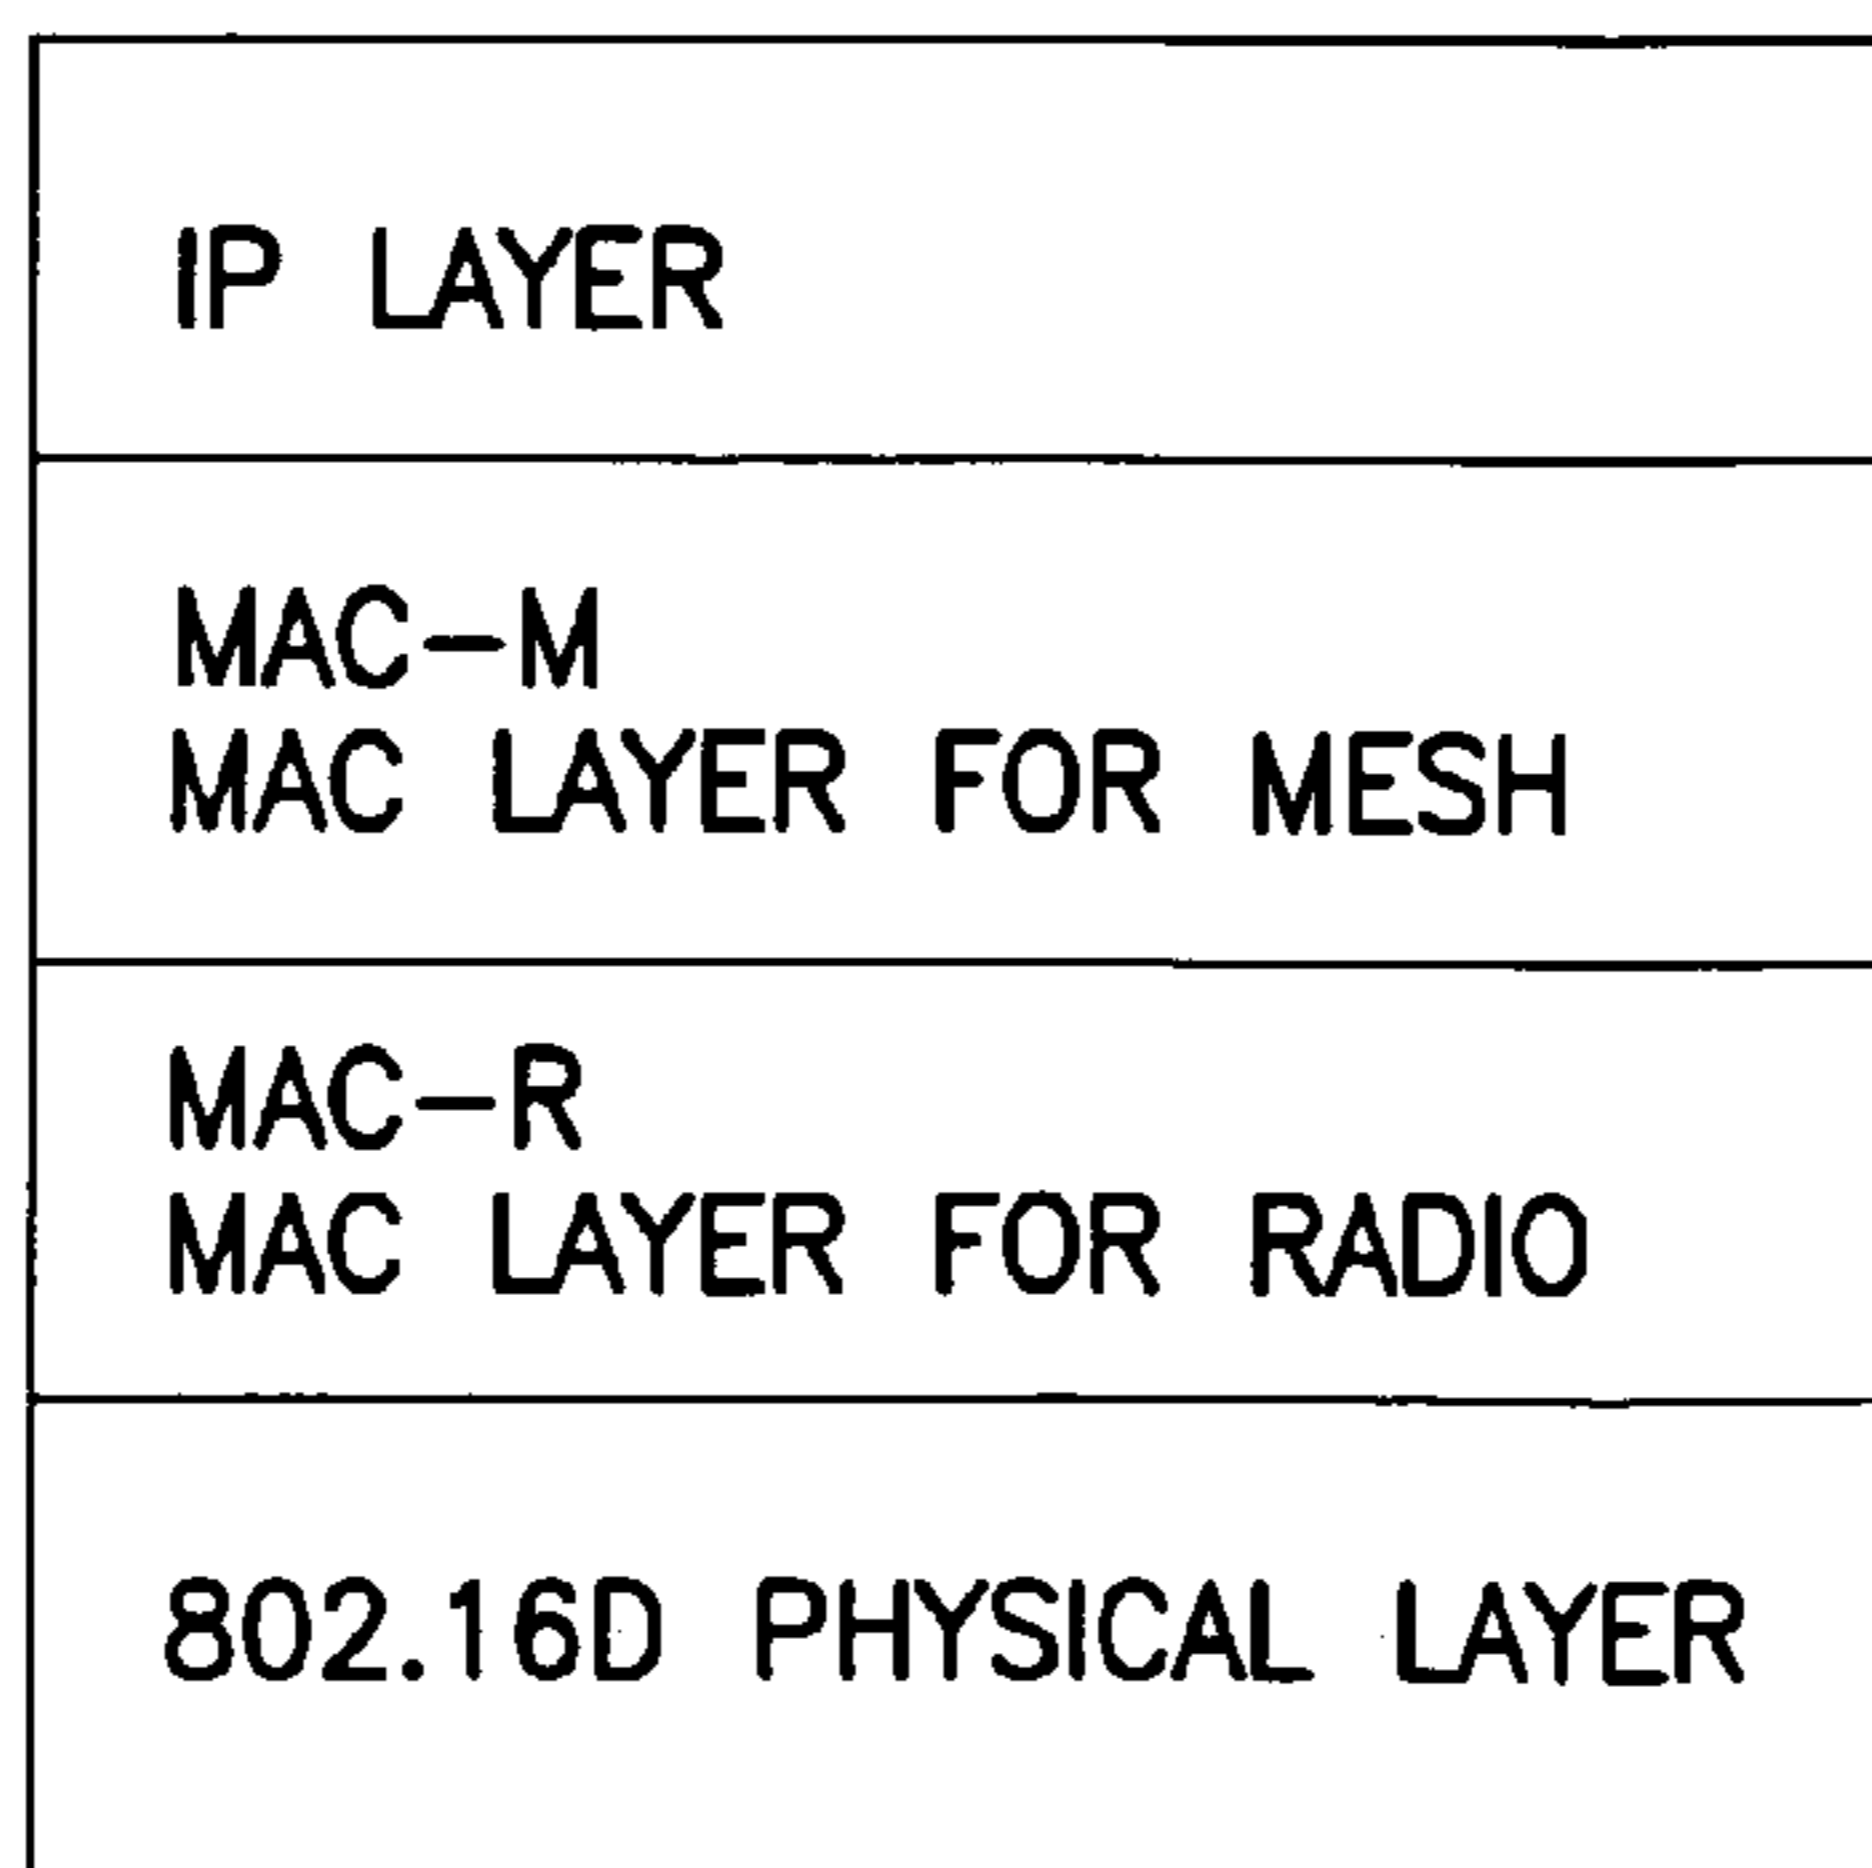 IP LAYER
MAC-M
MAC LAYER FOR MESH
MAC-R
MAC LAYER FOR RADIO
802.16D PHYSICAL LAYER